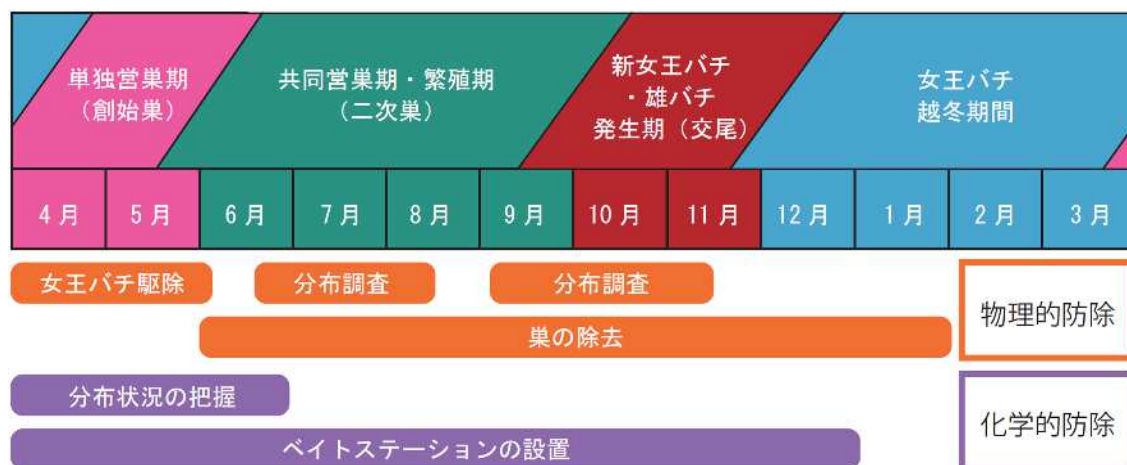 単独営巣期
（創始巣）
共同営巣期・繁殖期
（二次巣）
新女王バチ
・雄バチ
発生期（交尾）
女王バチ
越冬期間
4月 5月 6月 7月 8月 9月 10月 11月 12月 1月 2月 3月
女王バチ駆除 分布調査 分布調査
巣の除去
物理的防除
分布状況の把握
ベイトステーションの設置
化学的防除